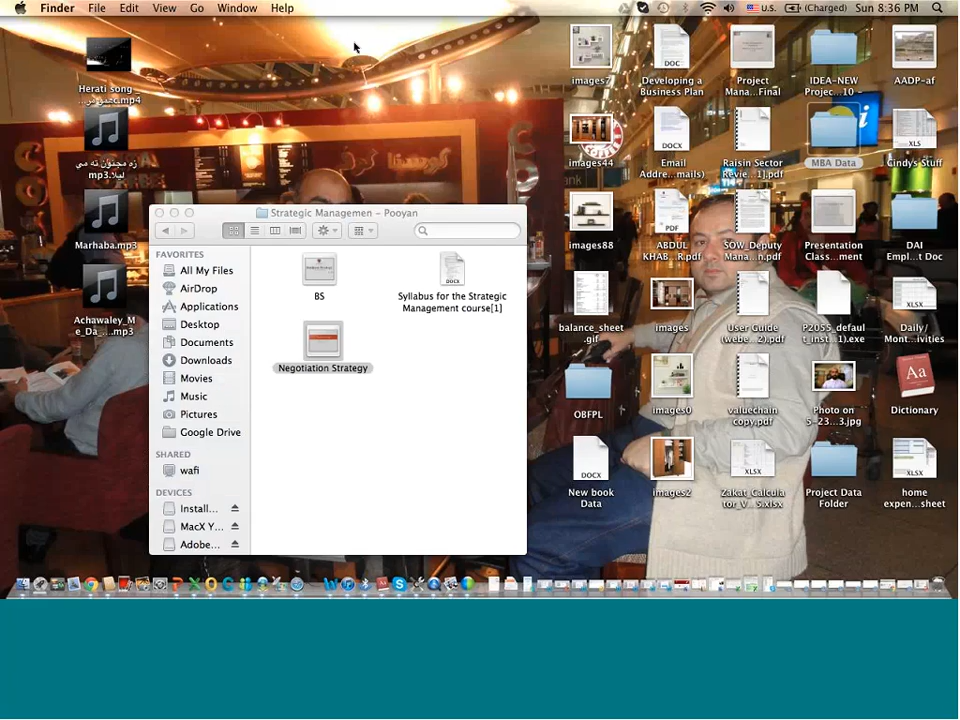 Finder File Edit View Go Window Help
U.S. (Charged) Sun 8:36 PM
Herati song
....mp4
زه مجنون ته مي
ليلا.mp3
Marhaba.mp3
Achawaley_M
e_Da_....mp3
Strategic Managemen – Pooyan
FAVORITES
All My Files
AirDrop
Applications
Desktop
Documents
Downloads
Movies
Music
Pictures
Google Drive
SHARED
wafi
DEVICES
Install...
MacX Y...
Adobe...
BS
DOCX
Syllabus for the Strategic
Management course[1]
Negotiation Strategy
images7
DOC
Developing a
Business Plan
Project
Mana...Final
IDEA-NEW
Projec...10 –
AADP-af
images44
DOCX
Email
Addre...mails)
Raisin Sector
Revie...1].pdf
MBA Data
XLS
Cindys Stuff
images88
PDF
ABDUL
KHAB...R.pdf
SOW_Deputy
Mana...n.pdf
Presentation
Class...ment
DAI
Empl...t Doc
balance_sheet
.gif
images
User Guide
(webe...2).pdf
P2055_defaul
t_inst...1).exe
XLSX
Daily/
Mont...ivities
OBFPL
images0
valuechain
copy.pdf
Photo on
5-23...3.jpg
Aa
Dictionary
DOCX
New book
Data
images2
XLSX
Zakat_Calcula
tor_V...5.xlsx
Project Data
Folder
XLSX
home
expen...sheet